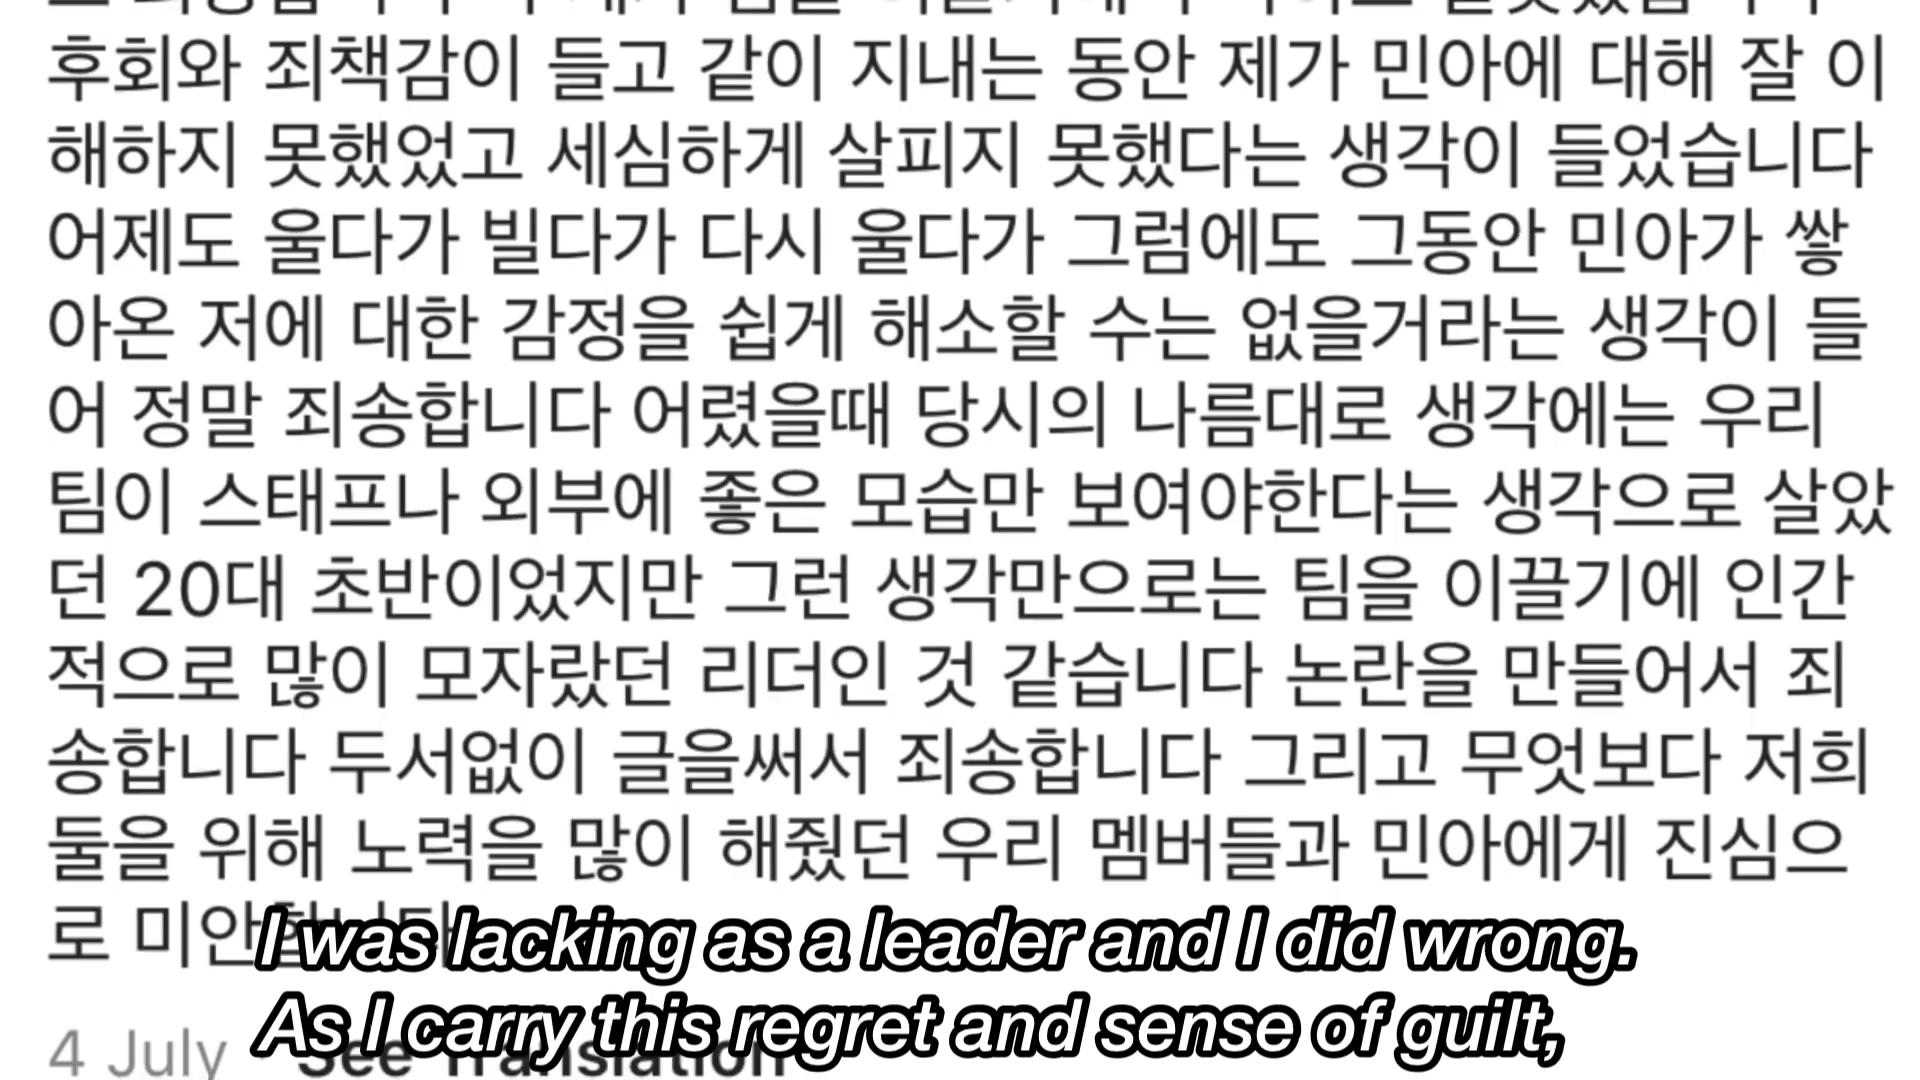 후회와 죄책감이 들고 같이 지내는 동안 제가 민아에 대해 잘 이
해하지 못했었고 세심하게 살피지 못했다는 생각이 들었습니다
어제도 울다가 빌다가 다시 울다가 그럼에도 그동안 민아가 쌓
아온 저에 대한 감정을 쉽게 해소할 수는 없을거라는 생각이 들
어 정말 죄송합니다 어렸을때 당시의 나름대로 생각에는 우리
팀이 스태프나 외부에 좋은 모습만 보여야한다는 생각으로 살았
던 20대 초반이었지만 그런 생각만으로는 팀을 이끌기에 인간
적으로 많이 모자랐던 리더인 것 같습니다 논란을 만들어서 죄
송합니다 두서없이 글을써서 죄송합니다 그리고 무엇보다 저희
둘을 위해 노력을 많이 해줬던 우리 멤버들과 민아에게 진심으
로 미안합니다
I was lacking as a leader and I did wrong.
As I carry this regret and sense of guilt,
4 July See Translation